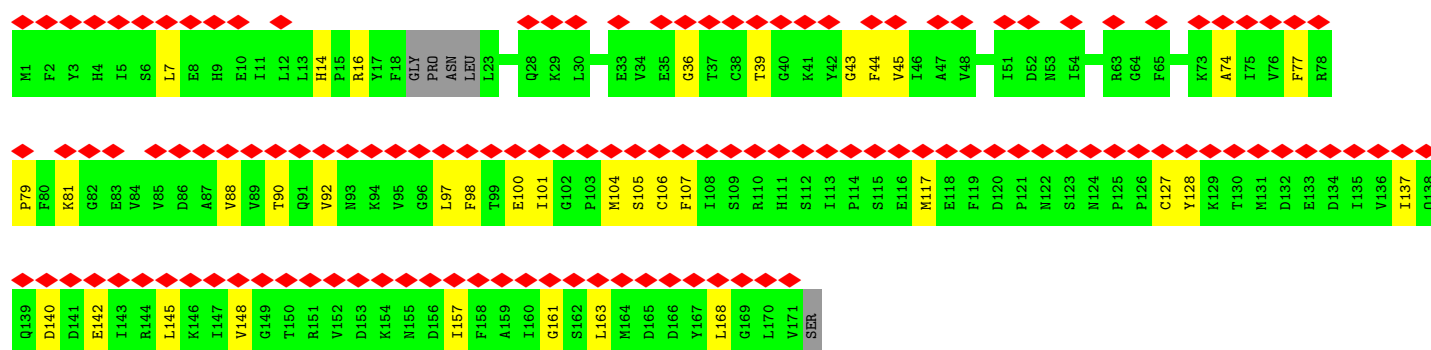 M1 F2 Y3 H4 I5 S6 L7 E8 H9 E10 I11 L12 L13 H14 P15 R16 Y17 F18 GLY PRO ASN LEU L23 Q28 K29 L30 E33 V34 E35 G36 T37 C38 T39 G40 K41 Y42 G43 F44 V45 I46 A47 V48 I51 D52 N53 I54 R63 G64 F65 K73 A74 I75 V76 F77 R78
P79 F80 K81 G82 E83 V84 V85 D86 A87 V88 V89 T90 Q91 V92 N93 K94 V95 G96 L97 F98 T99 E100 I101 G102 P103 M104 S105 C106 F107 I108 S109 R110 H111 S112 I113 P114 S115 E116 M117 E118 F119 D120 P121 N122 S123 N124 P125 P126 C127 Y128 K129 T130 M131 D132 E133 D134 I135 V136 I137
Q139 D140 D141 E142 I143 R144 L145 K146 I147 V148 G149 T150 R151 V152 D153 K154 N155 D156 I157 F158 A159 I160 G161 S162 L163 M164 D165 D166 Y167 L168 G169 L170 V171 SER